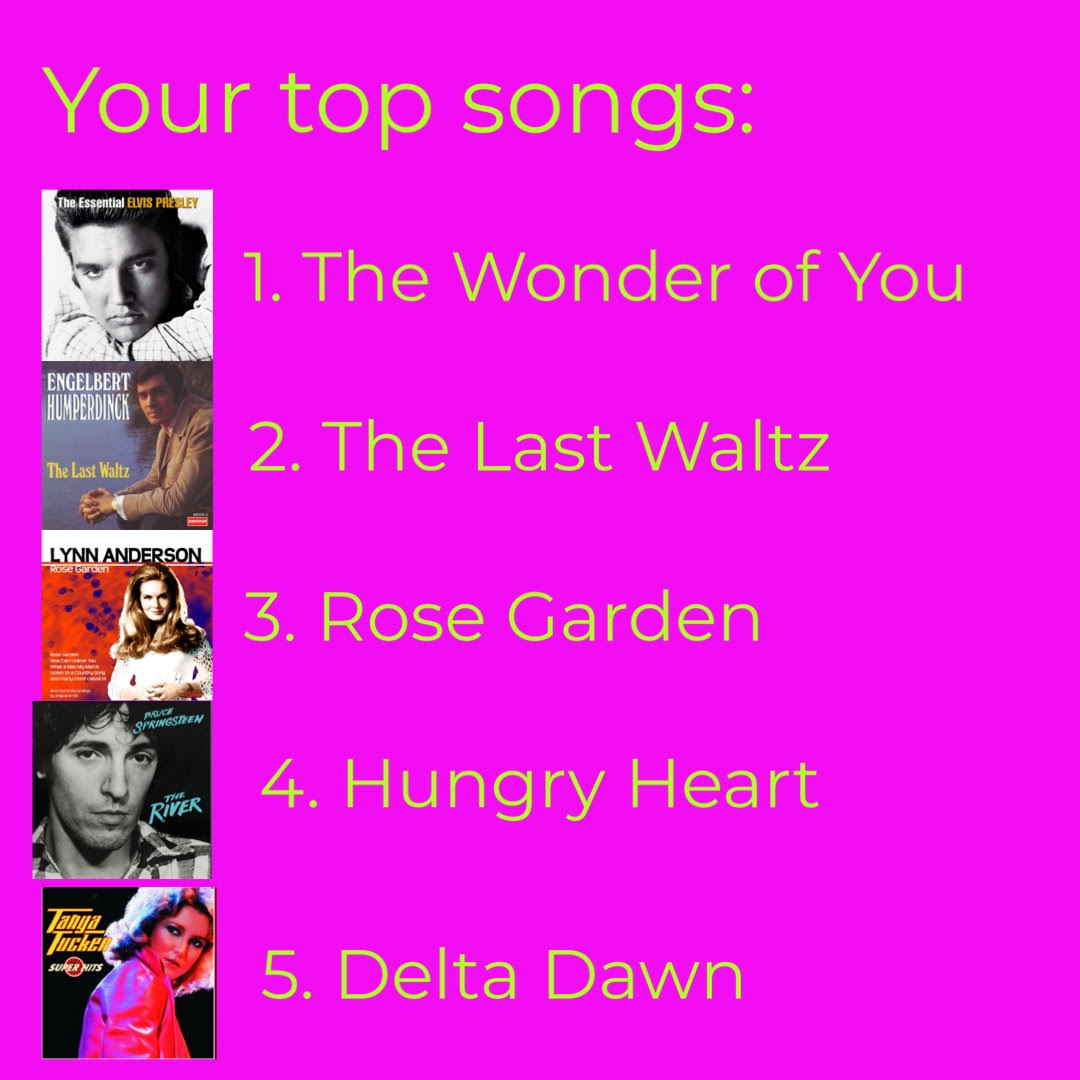 Your top songs:
The Essential ELVIS PRESLEY
1. The Wonder of You
ENGELBERT
HUMPERDINCK
The Last Waltz
DERAM
2. The Last Waltz
LYNN ANDERSON
Rose Garden
Rose Garden
How Can I Unlove You
What a Man My Man Is
Listen to a Country Song
and many more classics!
3. Rose Garden
BRUCE
SPRINGSTEEN
THE
RIVER
4. Hungry Heart
Tanya
Tucker
SUPER HITS
5. Delta Dawn